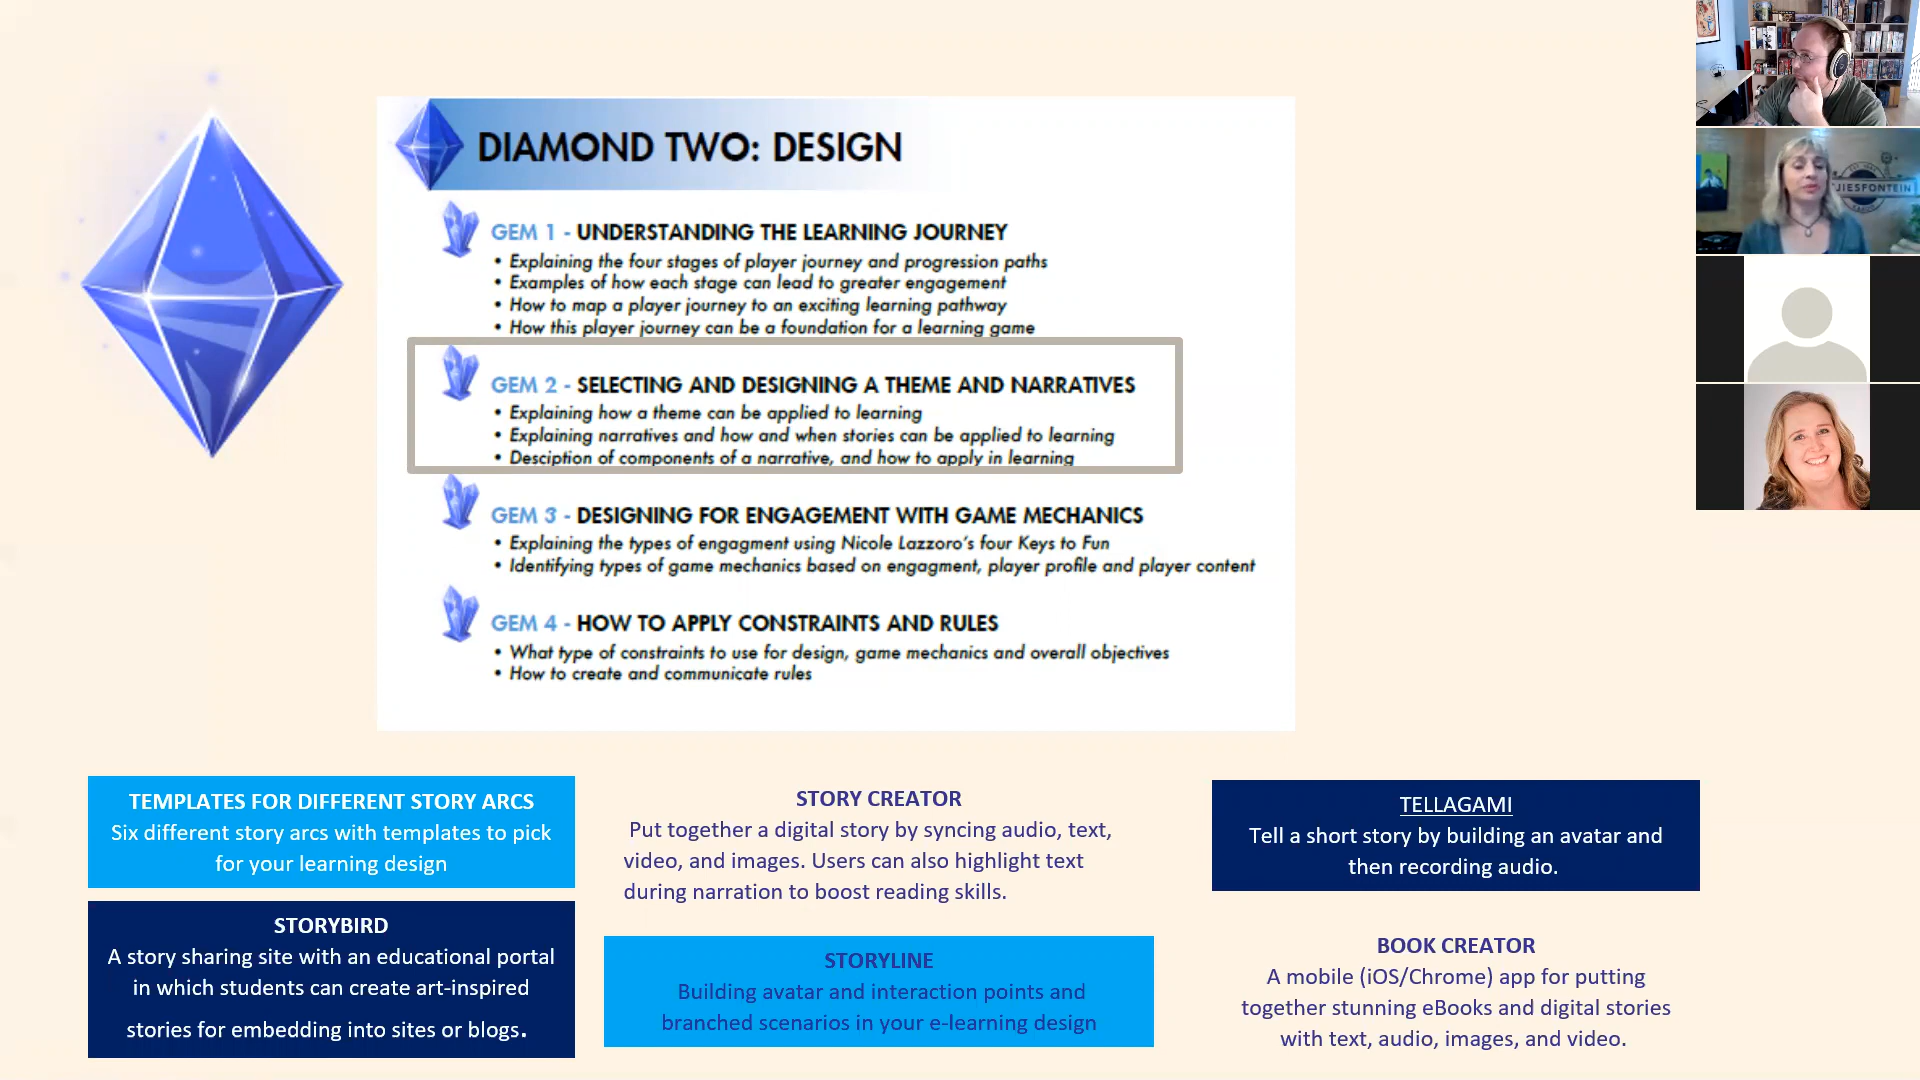 DIAMOND TWO: DESIGN
GEM 1 - UNDERSTANDING THE LEARNING JOURNEY
• Explaining the four stages of player journey and progression paths
• Examples of how each stage can lead to greater engagement
• How to map a player journey to an exciting learning pathway
• How this player journey can be a foundation for a learning game
GEM 2 - SELECTING AND DESIGNING A THEME AND NARRATIVES
• Explaining how a theme can be applied to learning
• Explaining narratives and how and when stories can be applied to learning
• Desciption of components of a narrative, and how to apply in learning
GEM 3 - DESIGNING FOR ENGAGEMENT WITH GAME MECHANICS
• Explaining the types of engagment using Nicole Lazzoro's four Keys to Fun
• Identifying types of game mechanics based on engagment, player profile and player content
GEM 4 - HOW TO APPLY CONSTRAINTS AND RULES
• What type of constraints to use for design, game mechanics and overall objectives
• How to create and communicate rules
TEMPLATES FOR DIFFERENT STORY ARCS
Six different story arcs with templates to pick
for your learning design
STORYBIRD
A story sharing site with an educational portal
in which students can create art-inspired
stories for embedding into sites or blogs.
STORY CREATOR
Put together a digital story by syncing audio, text,
video, and images. Users can also highlight text
during narration to boost reading skills.
STORYLINE
Building avatar and interaction points and
branched scenarios in your e-learning design
TELLAGAMI
Tell a short story by building an avatar and
then recording audio.
BOOK CREATOR
A mobile (iOS/Chrome) app for putting
together stunning eBooks and digital stories
with text, audio, images, and video.
JIESFONTEIN